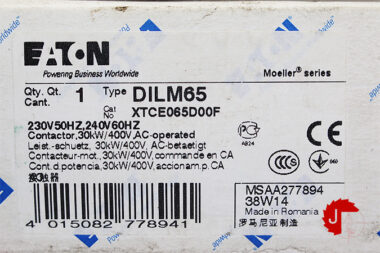 EATON
Powering Business Worldwide
Moeller® series
Qty. Qt. 1 Type DILM65
Cant. Cat No XTCE065D00F
230V50HZ,240V60HZ
Contactor,30kW/400V,AC-operated
Leist.-schuetz, 30kW/400V, AC-betaetigt
Contacteur-mot.,30kW/400V,commande en CA
Cont.d.potencia, 30kW/400V, accionam.p.CA
接触器
MSAA277894
38W14
Made in Romania
罗马尼亚制造
4 015082 778941